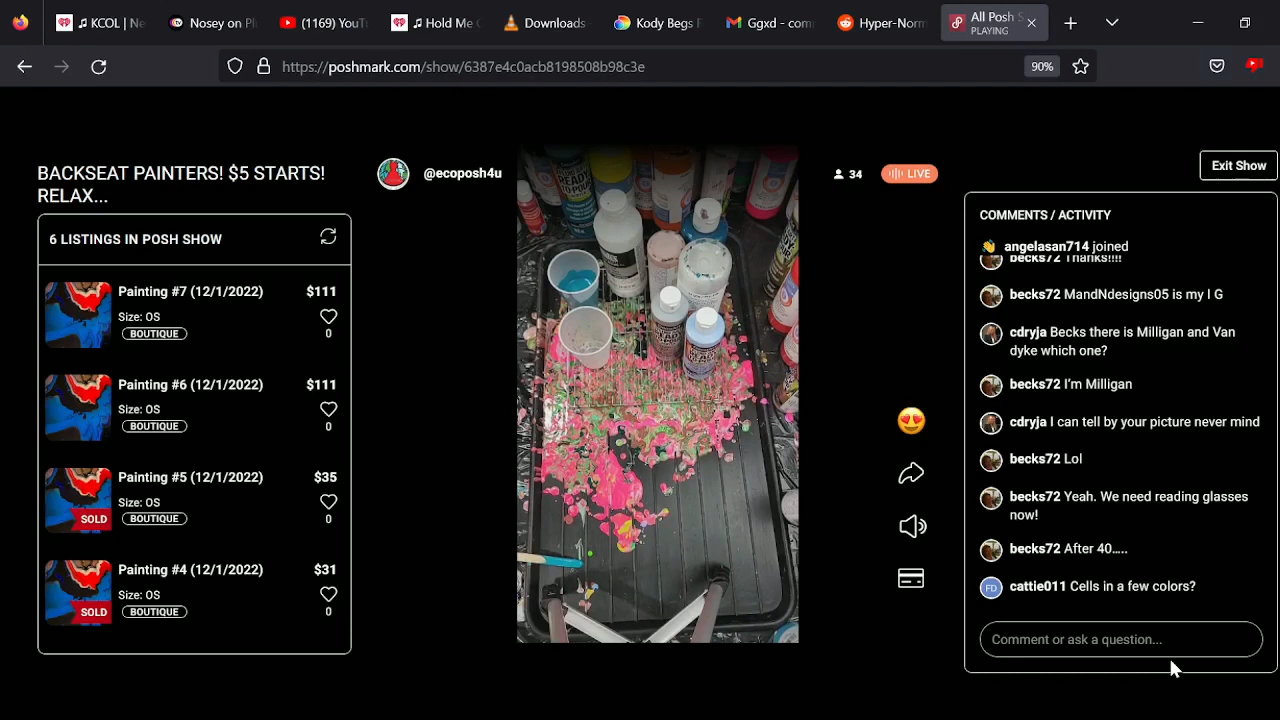 ♫ KCOL | Ne
Nosey on Pl
(1169) YouT
♫ Hold Me C
Downloads
Kody Begs F
Ggxd - com
Hyper-Norm
All Posh S
PLAYING
https://poshmark.com/show/6387e4c0acb8198508b98c3e
90%
BACKSEAT PAINTERS! $5 STARTS!
RELAX...
@ecoposh4u
34
LIVE
Exit Show
6 LISTINGS IN POSH SHOW
Painting #7 (12/1/2022) $111
Size: OS
BOUTIQUE
0
Painting #6 (12/1/2022) $111
Size: OS
BOUTIQUE
0
Painting #5 (12/1/2022) $35
Size: OS
SOLD
BOUTIQUE
0
Painting #4 (12/1/2022) $31
Size: OS
SOLD
BOUTIQUE
0
COMMENTS / ACTIVITY
👏 angelasan714 joined
becks72 Thanks!!!!
becks72 MandNdesigns05 is my I G
cdryja Becks there is Milligan and Van
dyke which one?
becks72 I'm Milligan
cdryja I can tell by your picture never mind
becks72 Lol
becks72 Yeah. We need reading glasses
now!
becks72 After 40.....
FD
cattie011 Cells in a few colors?
Comment or ask a question...